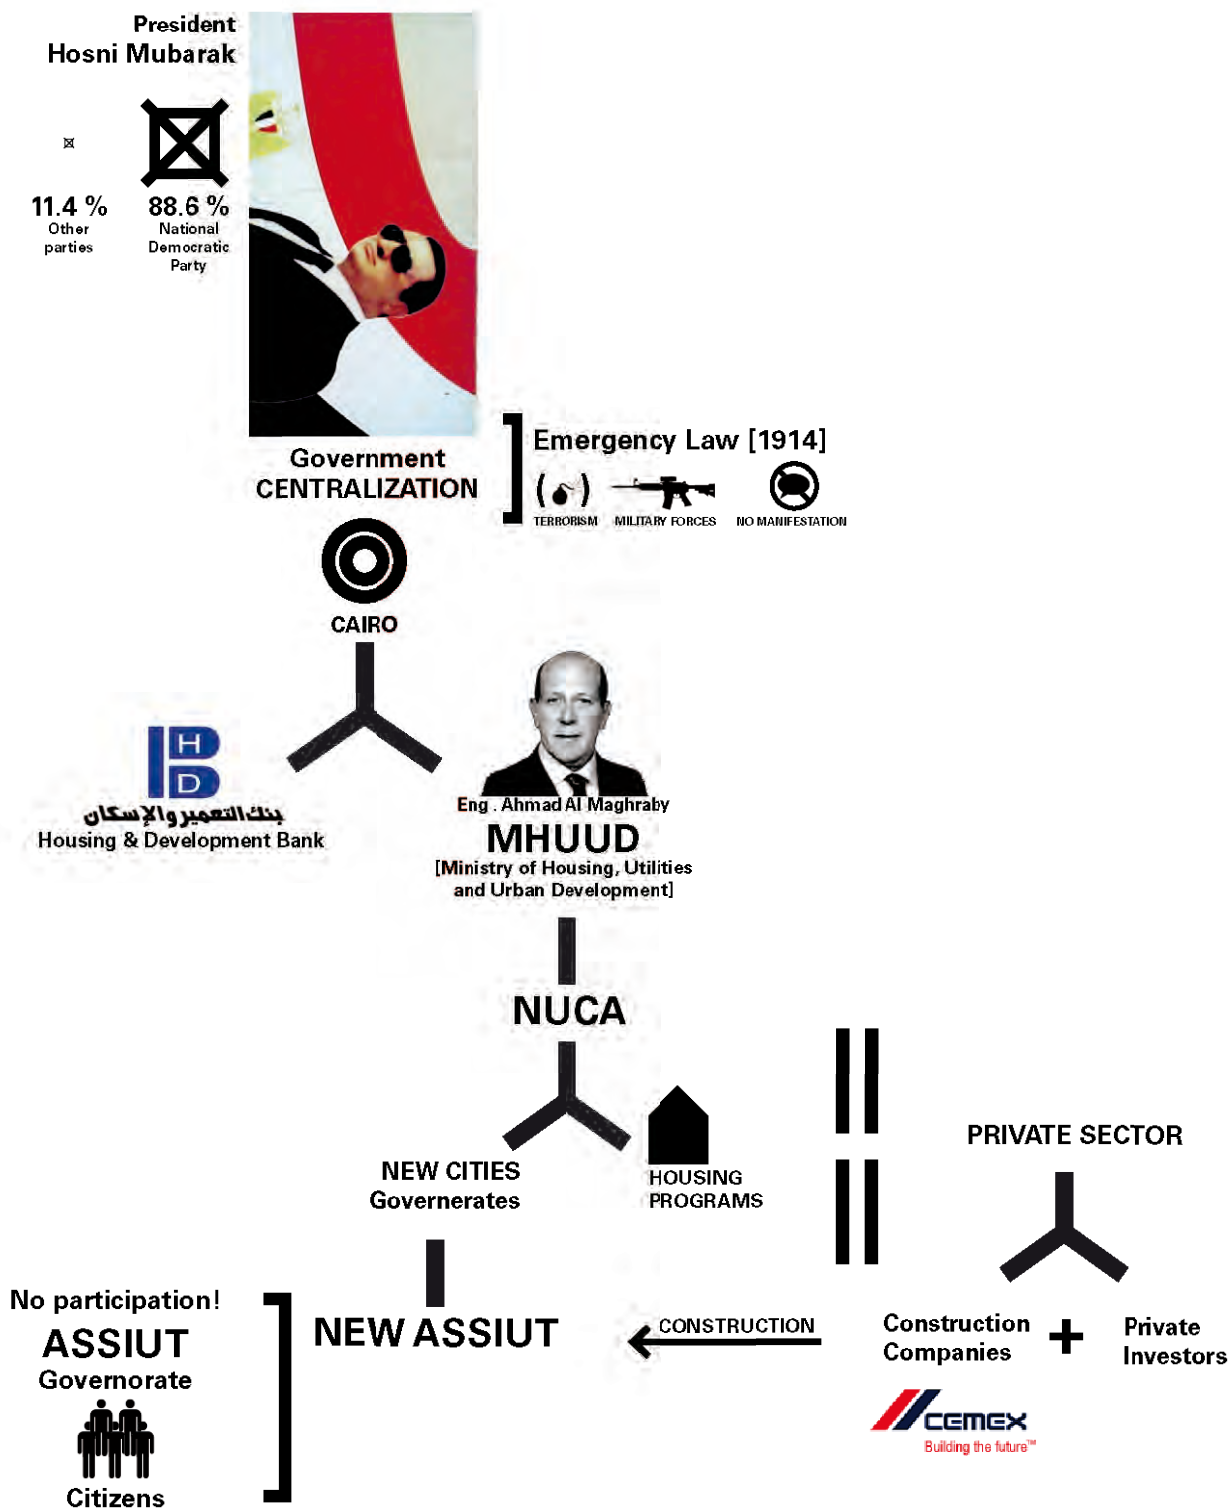 President
Hosni Mubarak
11.4 %
Other
parties
88.6 %
National
Democratic
Party
Government
CENTRALIZATION
Emergency Law [1914]
TERRORISM
MILITARY FORCES
NO MANIFESTATION
CAIRO
HD
بنك التعمير والإسكان
Housing & Development Bank
Eng . Ahmad Al Maghraby
MHUUD
[Ministry of Housing, Utilities
and Urban Development]
NUCA
NEW CITIES
Governerates
HOUSING
PROGRAMS
PRIVATE SECTOR
No participation!
ASSIUT
Governorate
Citizens
NEW ASSIUT
CONSTRUCTION
Construction
Companies
+
Private
Investors
CEMEX
Building the future™